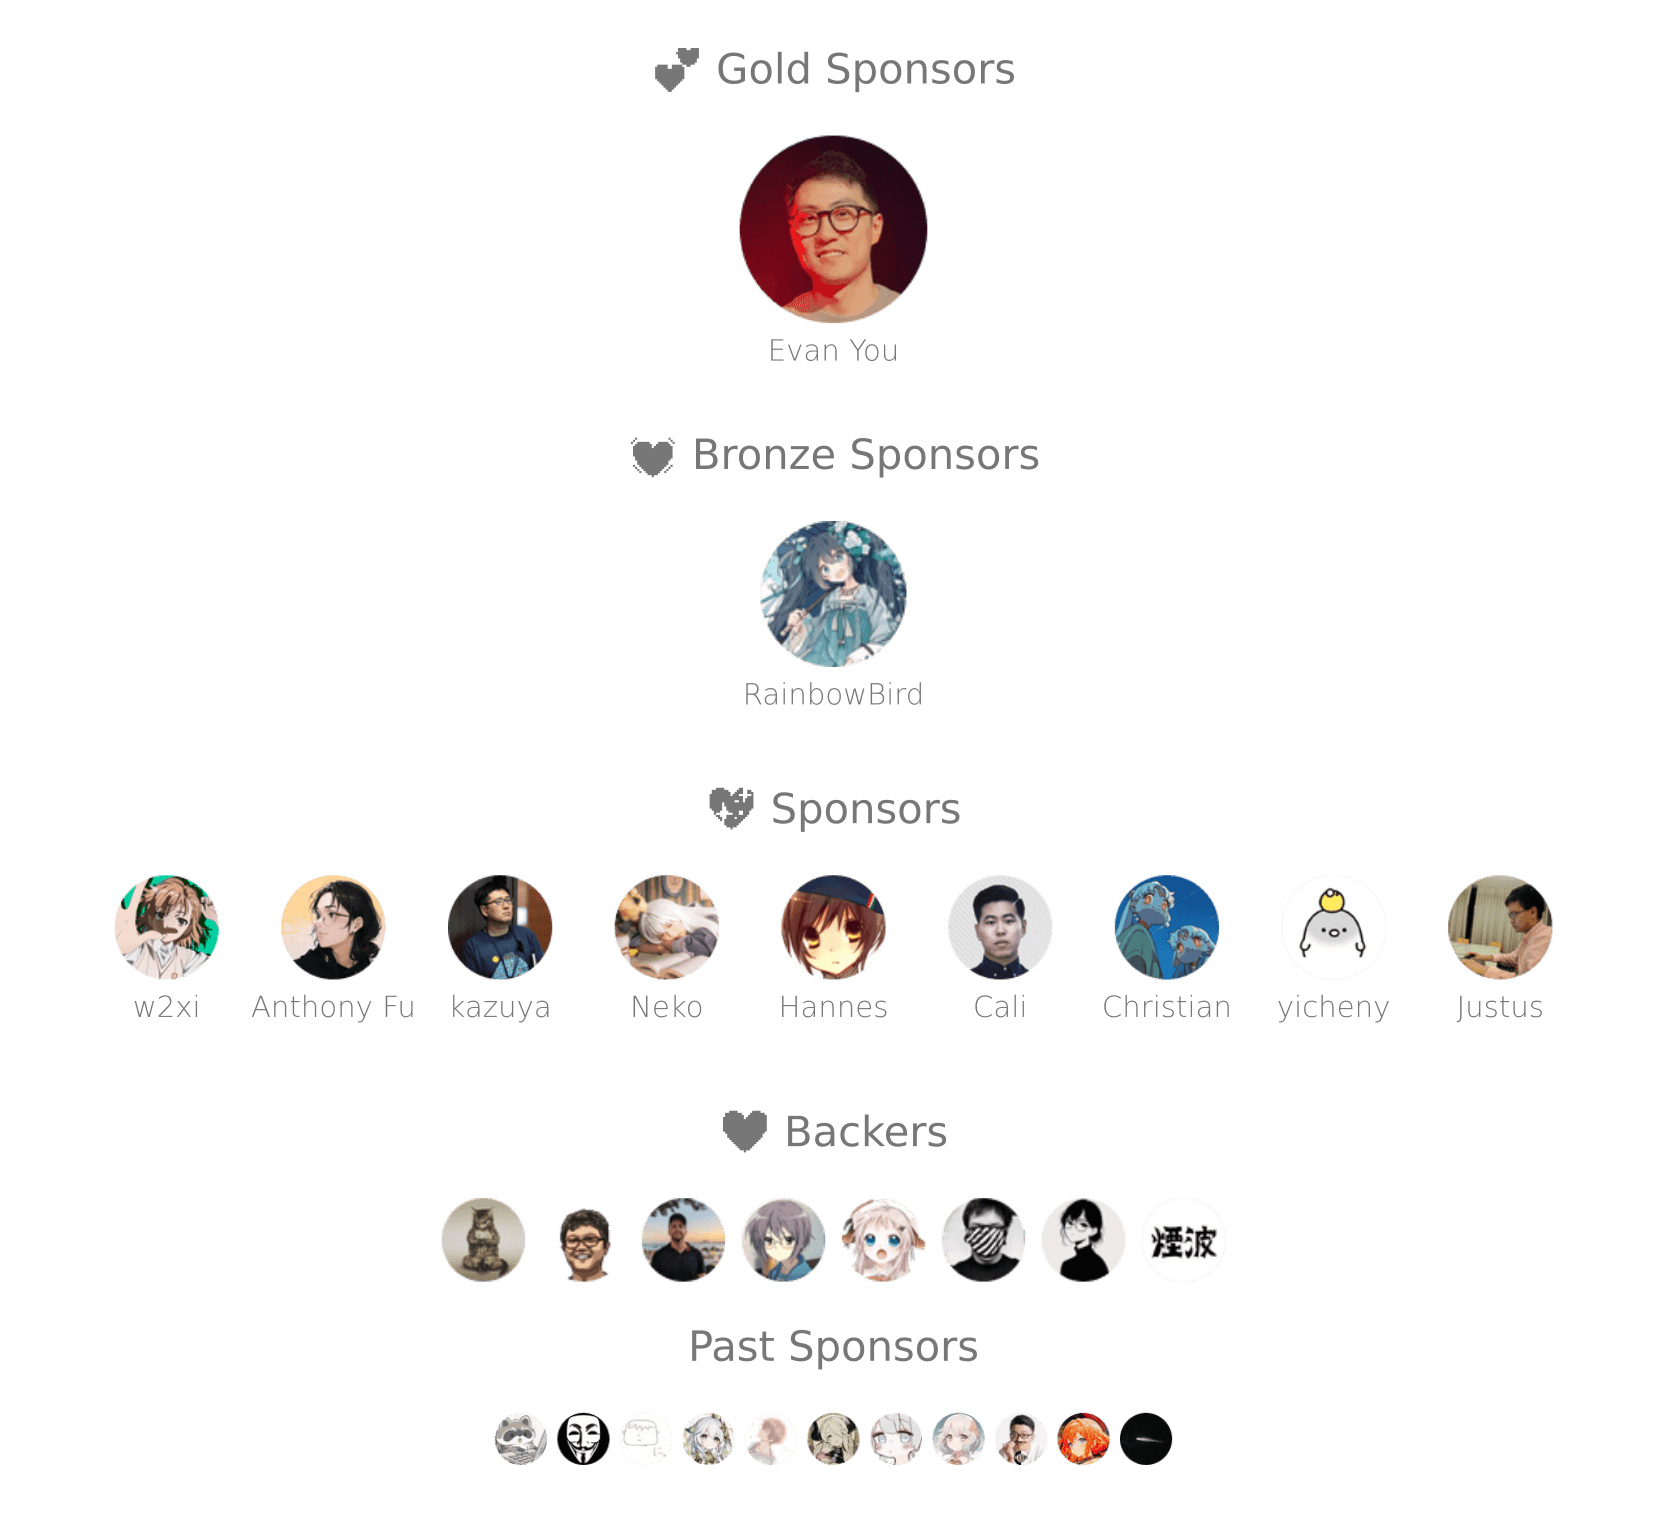 Gold Sponsors
Evan You
Bronze Sponsors
RainbowBird
Sponsors
w2xi Anthony Fu kazuya Neko Hannes Cali Christian yicheny Justus
Backers
煙波
Past Sponsors